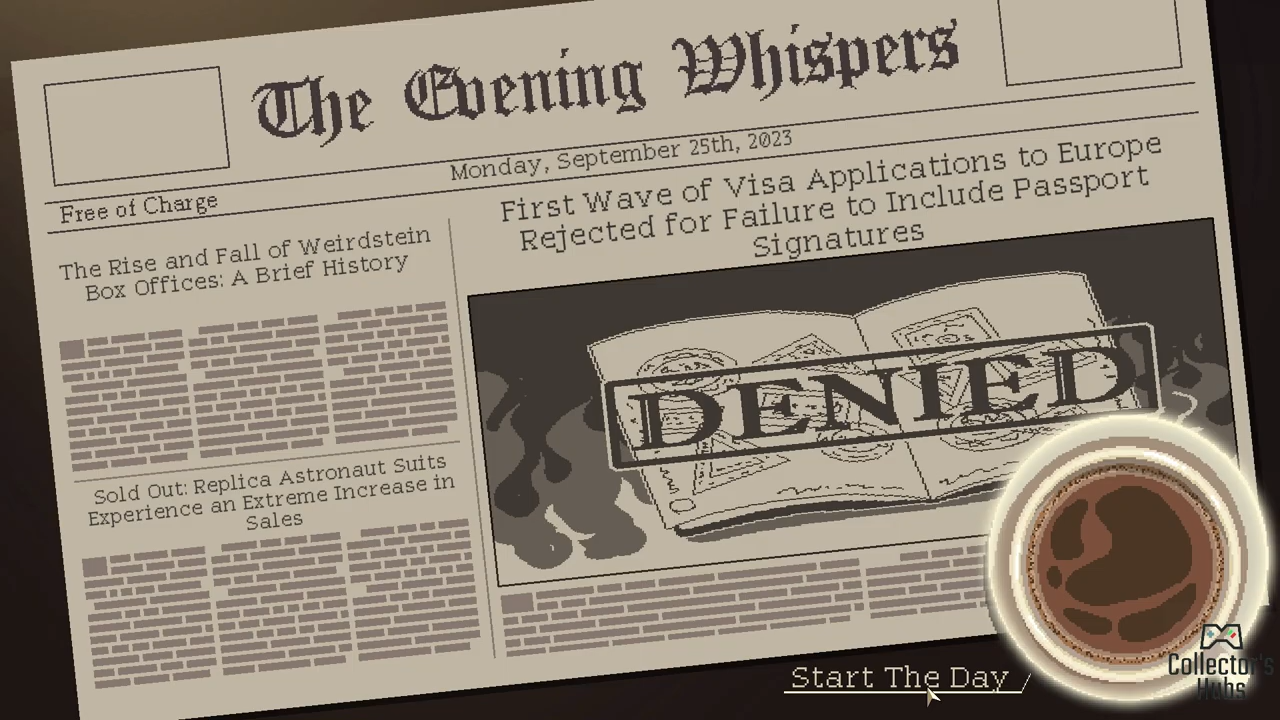 The Evening Whispers
Monday, September 25th, 2023
Free of Charge
The Rise and Fall of Weirdstein
Box Offices: A Brief History
Sold Out: Replica Astronaut Suits
Experience an Extreme Increase in
Sales
First Wave of Visa Applications to Europe
Rejected for Failure to Include Passport
Signatures
DENIED
Start The Day
Collector's
Hubs